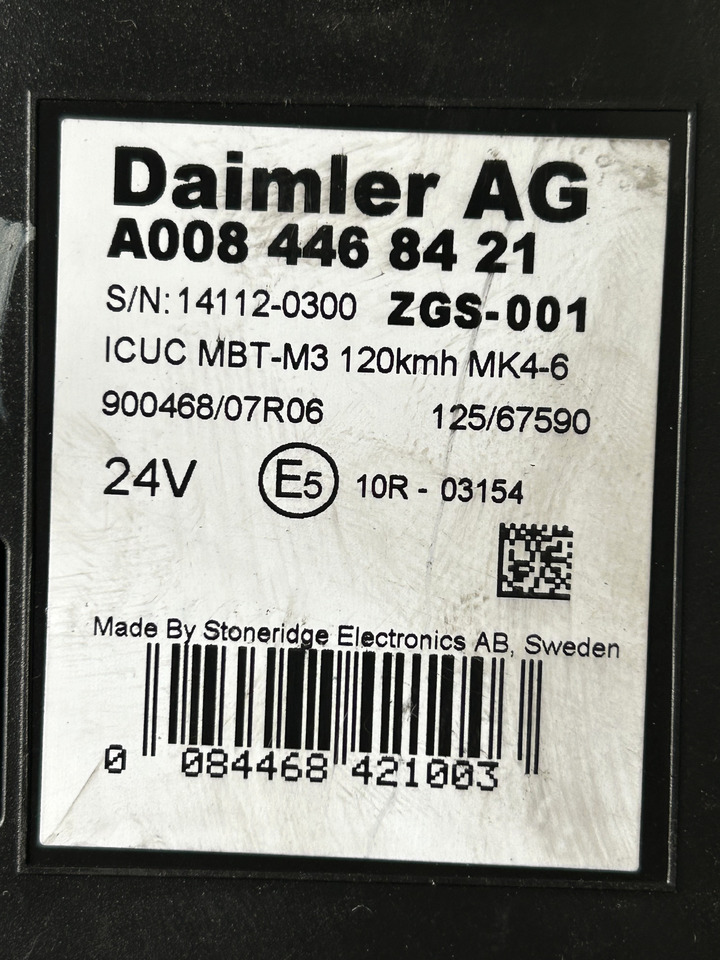 Daimler AG
A008 446 84 21
S/N: 14112-0300 ZGS-001
ICUC MBT-M3 120kmh MK4-6
900468/07R06 125/67590
24V E5 10R - 03154
Made By Stoneridge Electronics AB, Sweden
0 084468 421003